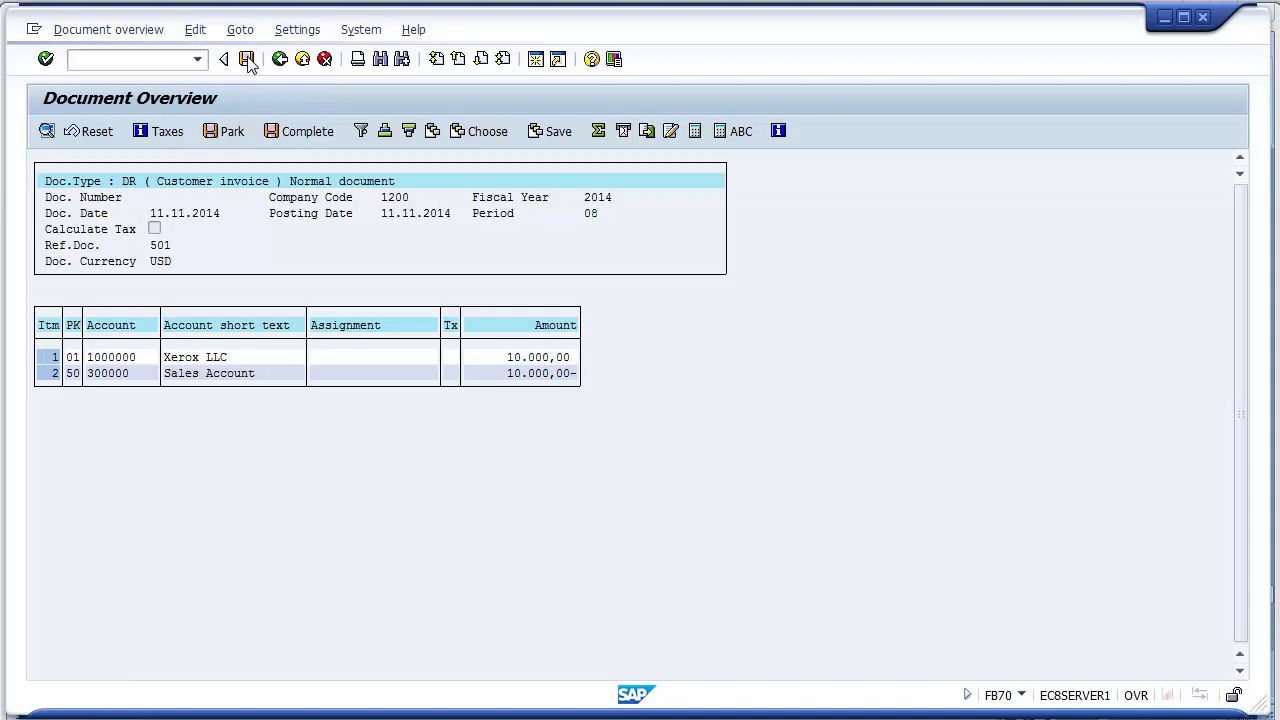 Document overview Edit Goto Settings System Help
Document Overview
Reset Taxes Park Complete Choose Save ABC
Doc.Type : DR ( Customer invoice ) Normal document
Doc. Number Company Code 1200 Fiscal Year 2014
Doc. Date 11.11.2014 Posting Date 11.11.2014 Period 08
Calculate Tax
Ref.Doc. 501
Doc. Currency USD
Itm PK Account Account short text Assignment Tx Amount
1 01 1000000 Xerox LLC 10.000,00
2 50 300000 Sales Account 10.000,00-
SAP FB70 EC8SERVER1 OVR